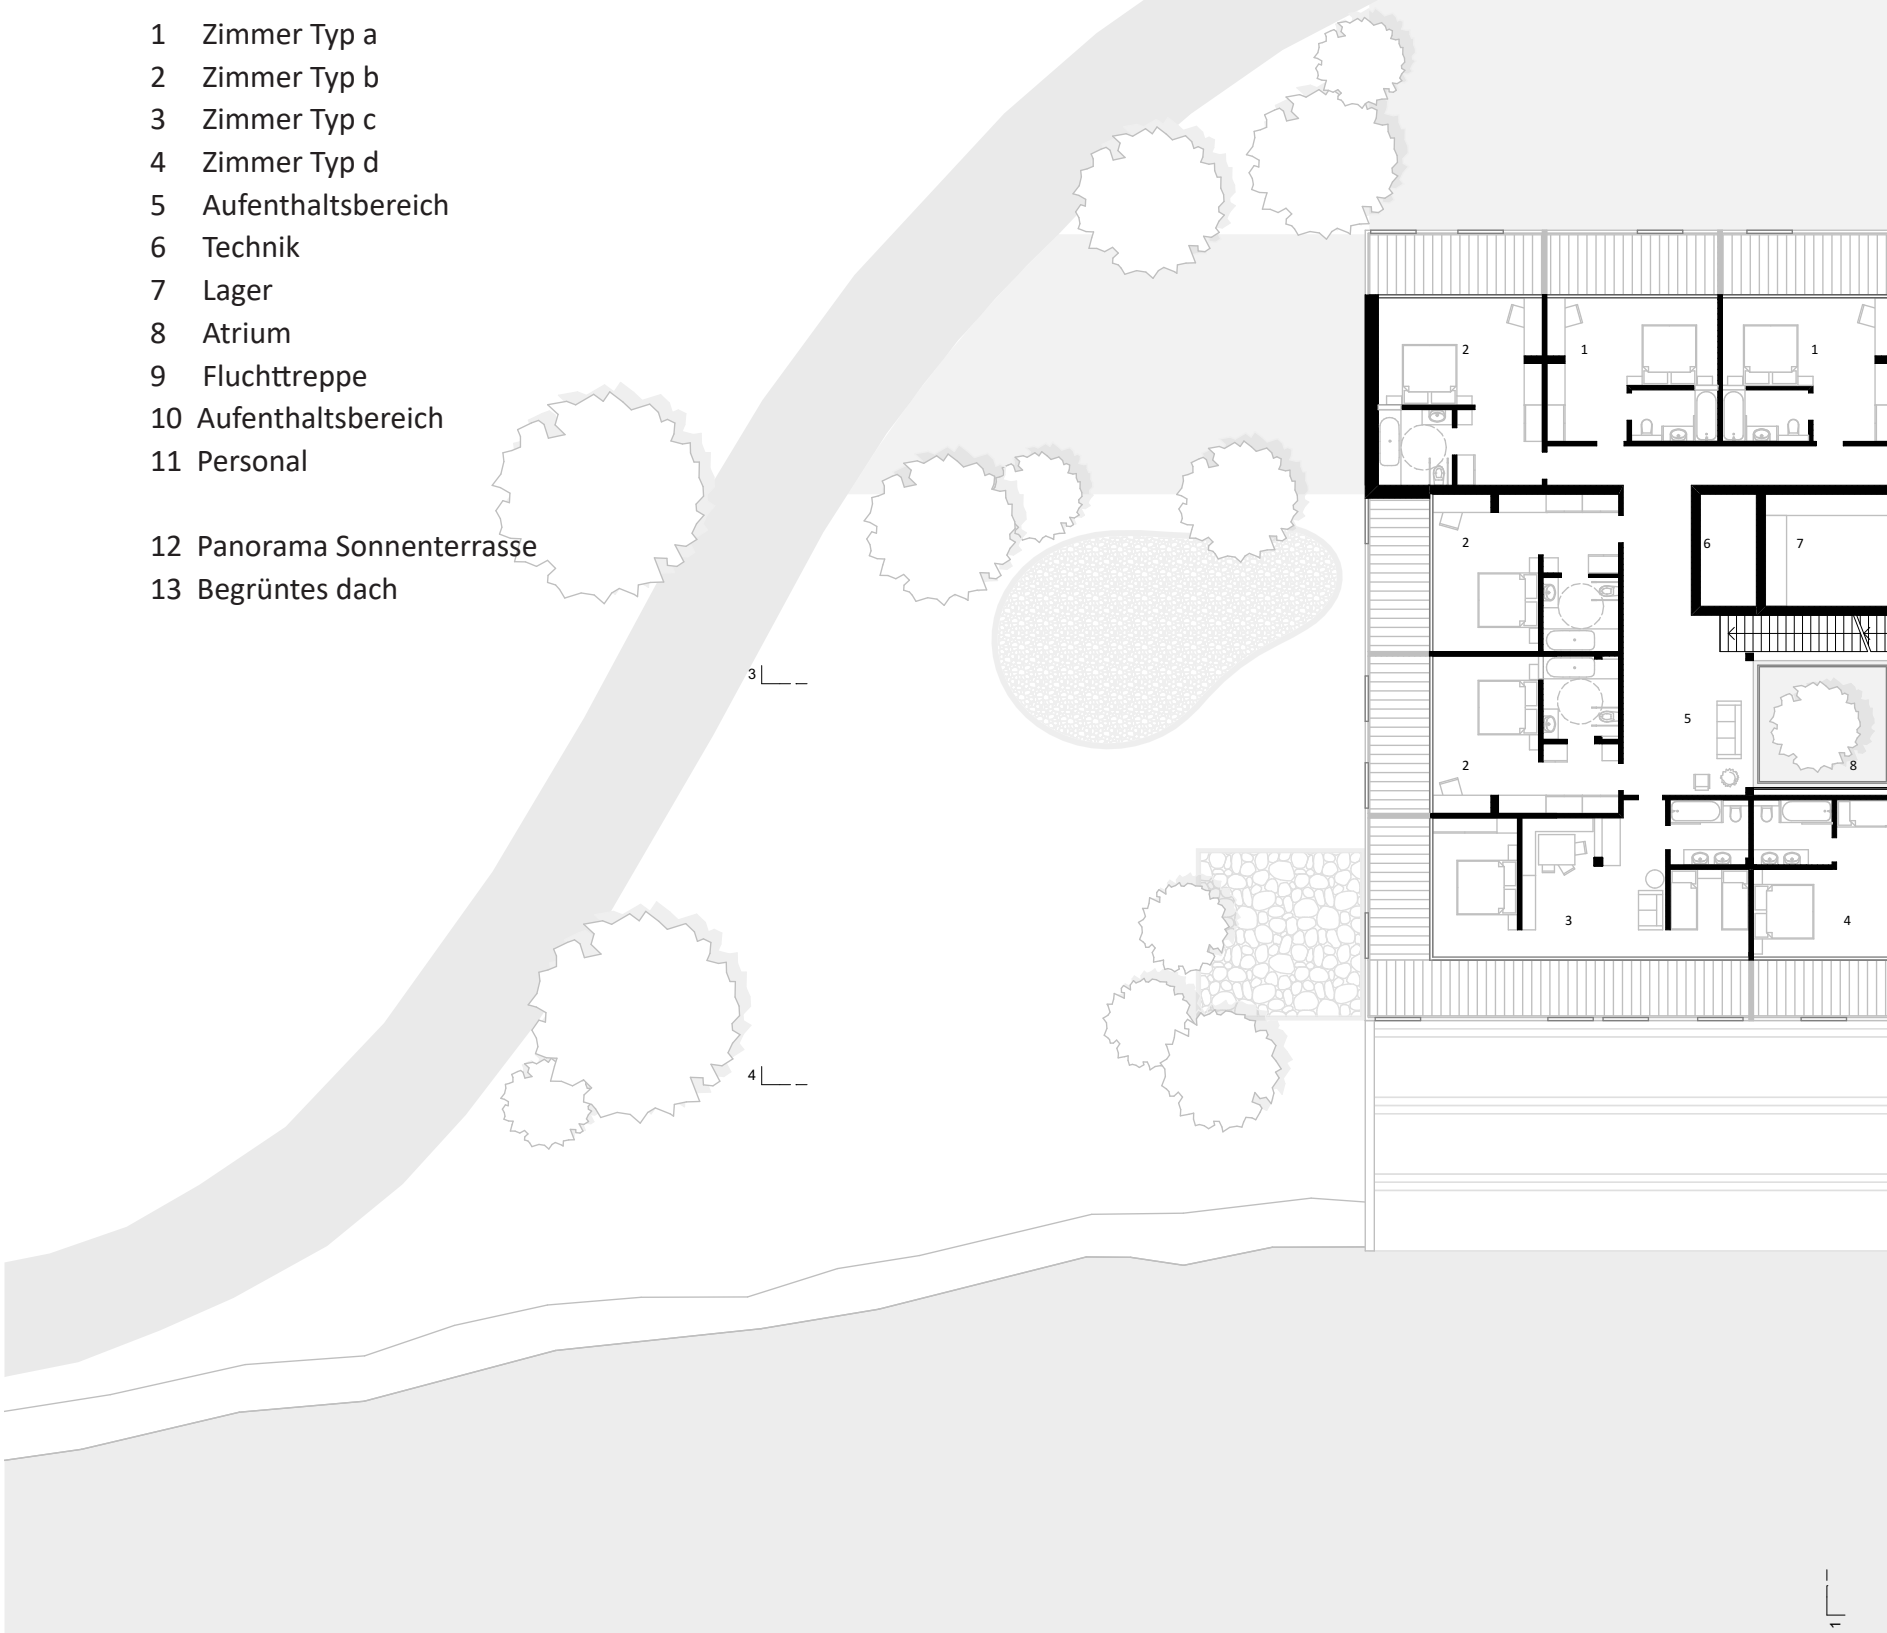 1 Zimmer Typ a
2 Zimmer Typ b
3 Zimmer Typ c
4 Zimmer Typ d
5 Aufenthaltsbereich
6 Technik
7 Lager
8 Atrium
9 Fluchttreppe
10 Aufenthaltsbereich
11 Personal
12 Panorama Sonnenterrasse
13 Begrüntes dach
2
1
1
2
6
7
3
5
2
8
3
4
4
1